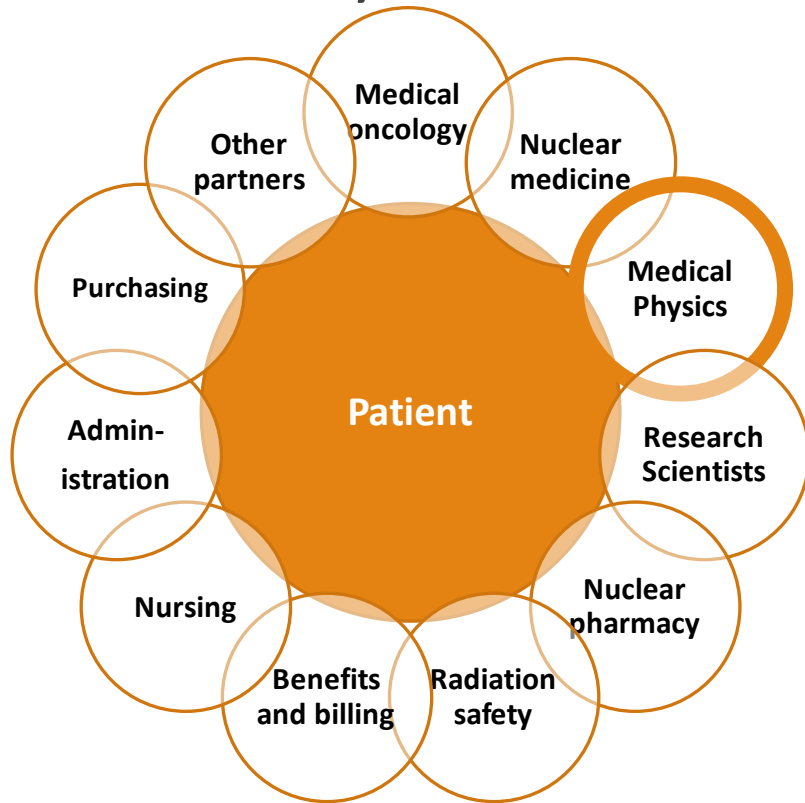 Medical
oncology
Nuclear
medicine
Medical
Physics
Research
Scientists
Nuclear
pharmacy
Radiation
safety
Benefits
and billing
Nursing
Admin-
istration
Purchasing
Other
partners
Patient